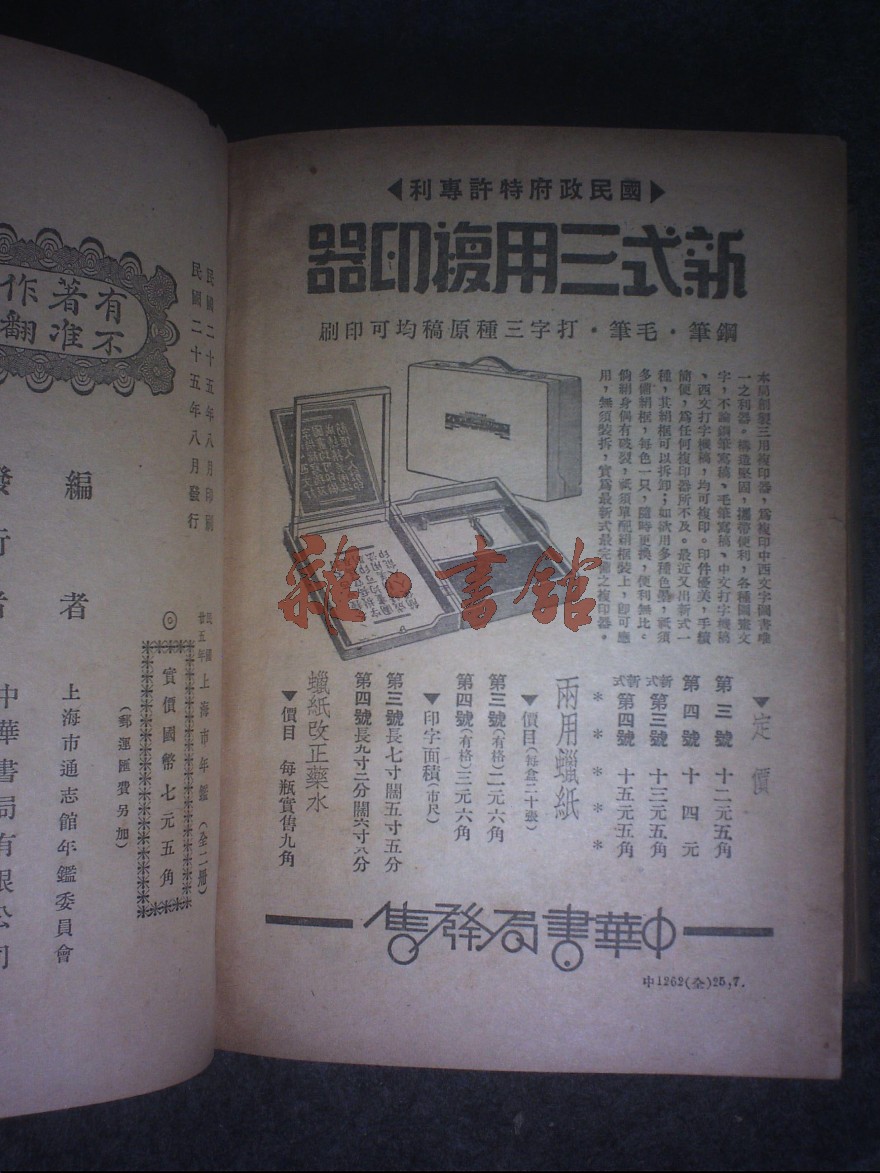 國民政府特許專利
新式三用複印器
鋼筆·毛筆·打字三種原稿均可印刷
本局創製三用複印器，為複印中西文字圖書唯
一之利器。構造堅固，攜帶便利，各種圖畫文
字，不論鋼筆寫稿、毛筆寫稿、中文打字機稿
、西文打字機稿，均可複印。印件優美，手續
簡便，為任何複印器所不及。最近又出新式一
種，其絹框可以拆卸；如欲用多種色墨，祇須
多備絹框，每色一只，隨時更換，便利無比。
倘絹身偶有破裂，祇須單配絹框裝上，即可應
用，無須裝拆，實為最新式最完備之複印器。
▼定價
第三號 十二元五角
第四號 十四元
新式第三號 十三元五角
新式第四號 十五元五角
＊＊＊＊＊
兩用蠟紙
▼價目(每盒二十張)
第三號(有格)二元六角
第四號(有格)三元六角
▼印字面積(市尺)
第三號長七寸闊五寸五分
第四號長九寸二分闊六寸六分
蠟紙改正藥水
▼價目 每瓶實售九角
中華書局發售
中1262(全)25,7.
雜·書館
民國二十五年八月印刷
民國二十五年八月發行
民國廿五年上海市年鑑(全二冊)
◎實價國幣七元五角
(郵運匯費另加)
有著作
不准翻
編者 上海市通志館年鑑委員會
發行者 中華書局有限公司